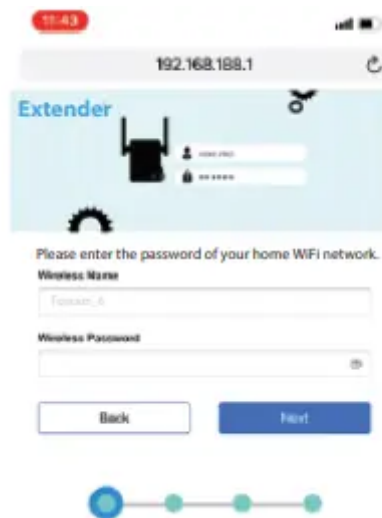 11:43
192.168.188.1
Extender
Please enter the password of your home WiFi network.
Wireless Name
Wireless Password
Back
Next